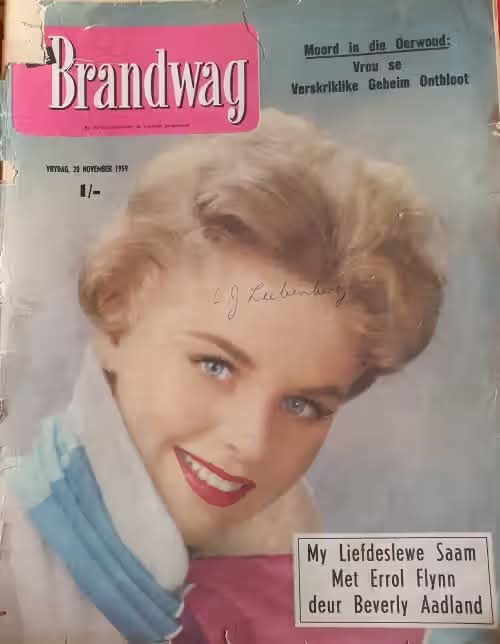 Brandwag
Moord in die Oerwoud:
Vrou se
Verskriklike Geheim Ontbloot
VRYDAG, 20 NOVEMBER 1959
1/-
My Liefdeslewe Saam
Met Errol Flynn
deur Beverly Aadland